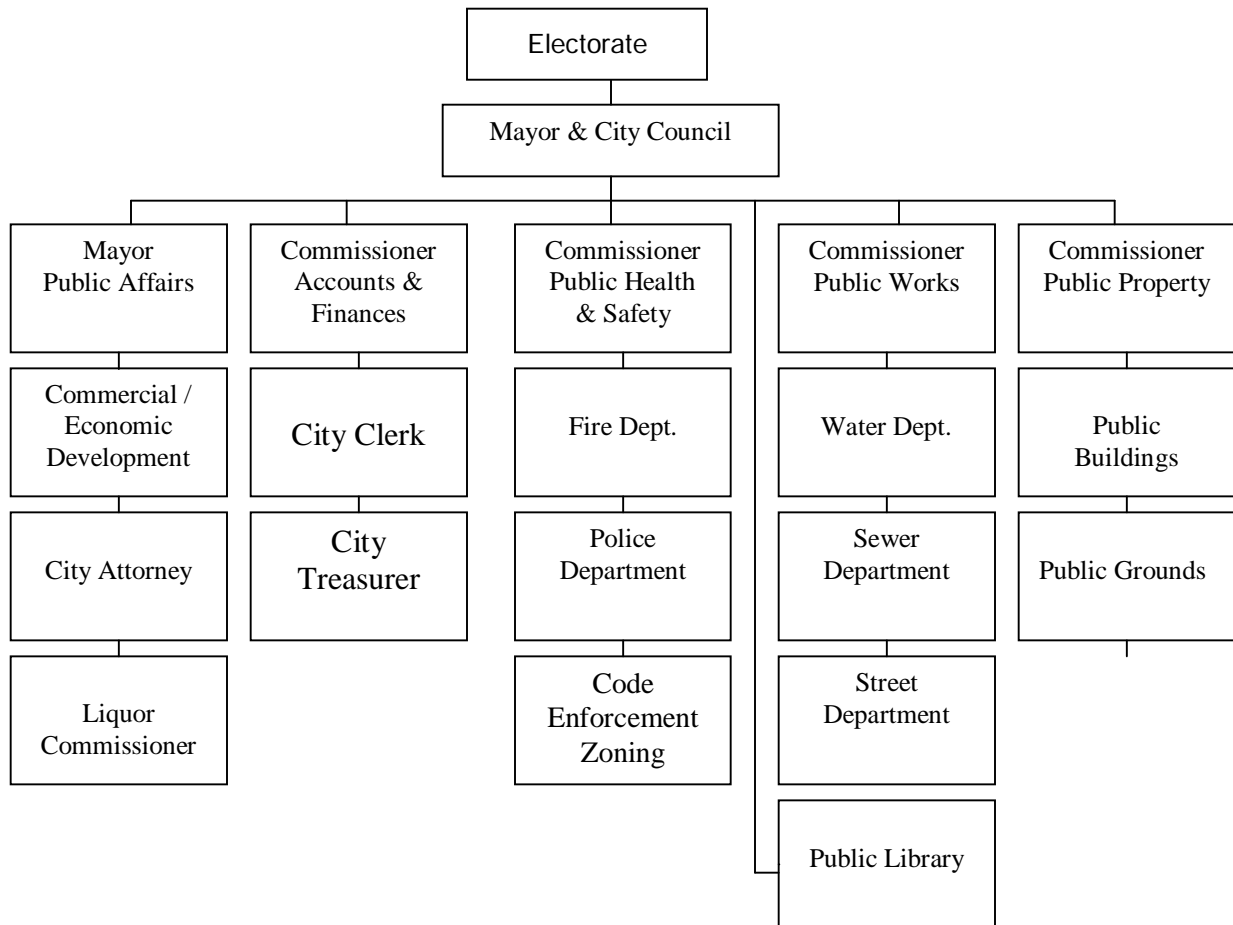 Electorate
Mayor & City Council
Mayor
Public Affairs
Commissioner
Accounts &
Finances
Commissioner
Public Health
& Safety
Commissioner
Public Works
Commissioner
Public Property
Commercial /
Economic
Development
City Clerk
Fire Dept.
Water Dept.
Public
Buildings
City Attorney
City
Treasurer
Police
Department
Sewer
Department
Public Grounds
Liquor
Commissioner
Code
Enforcement
Zoning
Street
Department
Public Library